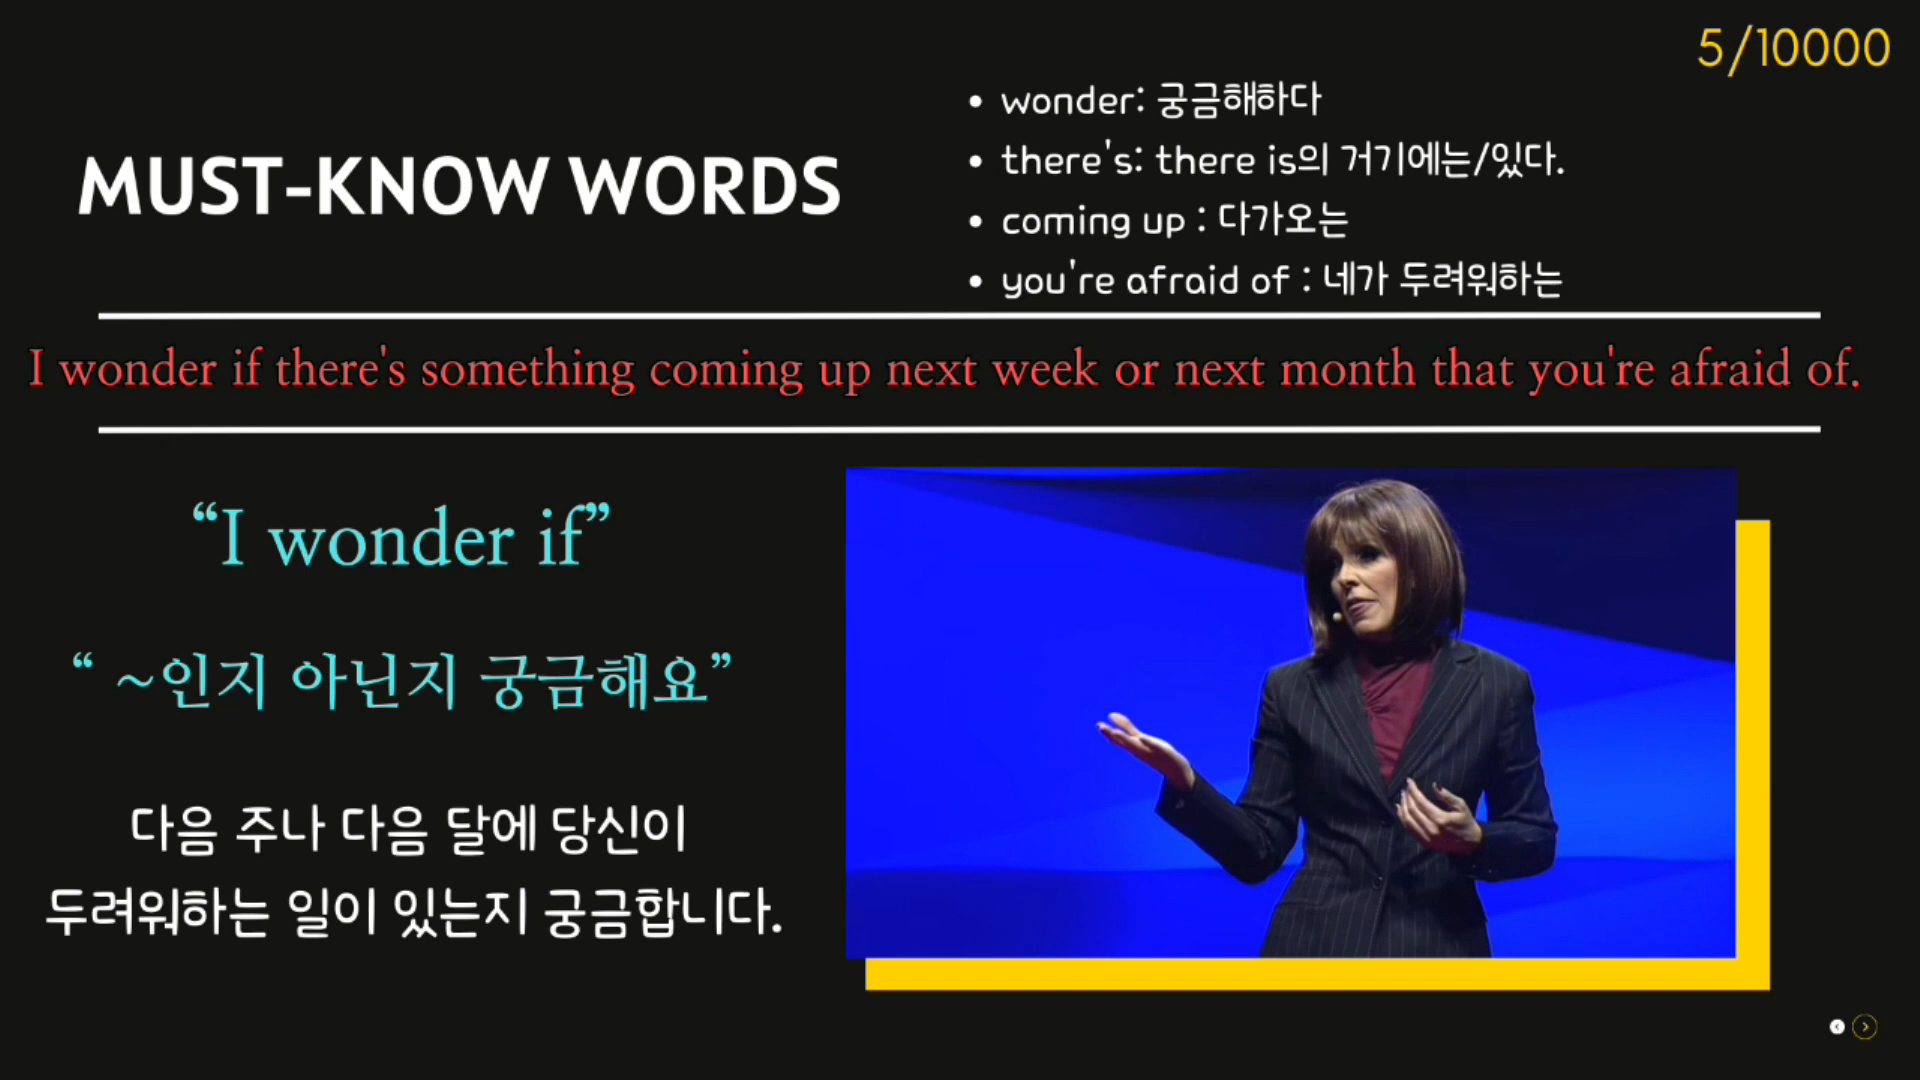 5/10000
MUST-KNOW WORDS
• wonder: 궁금해하다
• there's: there is의 거기에는/있다.
• coming up : 다가오는
• you're afraid of : 네가 두려워하는
I wonder if there's something coming up next week or next month that you're afraid of.
“I wonder if”
“ ~인지 아닌지 궁금해요”
다음 주나 다음 달에 당신이
두려워하는 일이 있는지 궁금합니다.